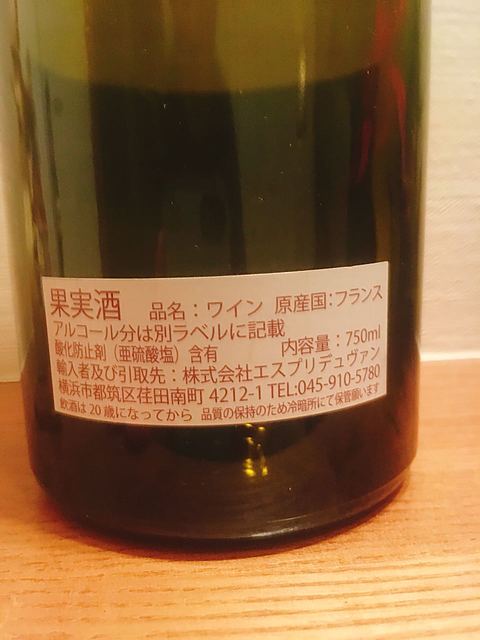 果実酒 品名：ワイン 原産国：フランス
アルコール分は別ラベルに記載
酸化防止剤（亜硫酸塩）含有 内容量：750ml
輸入者及び引取先：株式会社エスプリデュヴァン
横浜市都筑区荏田南町 4212-1 TEL:045-910-5780
飲酒は20歳になってから 品質の保持のため冷暗所にて保管願います